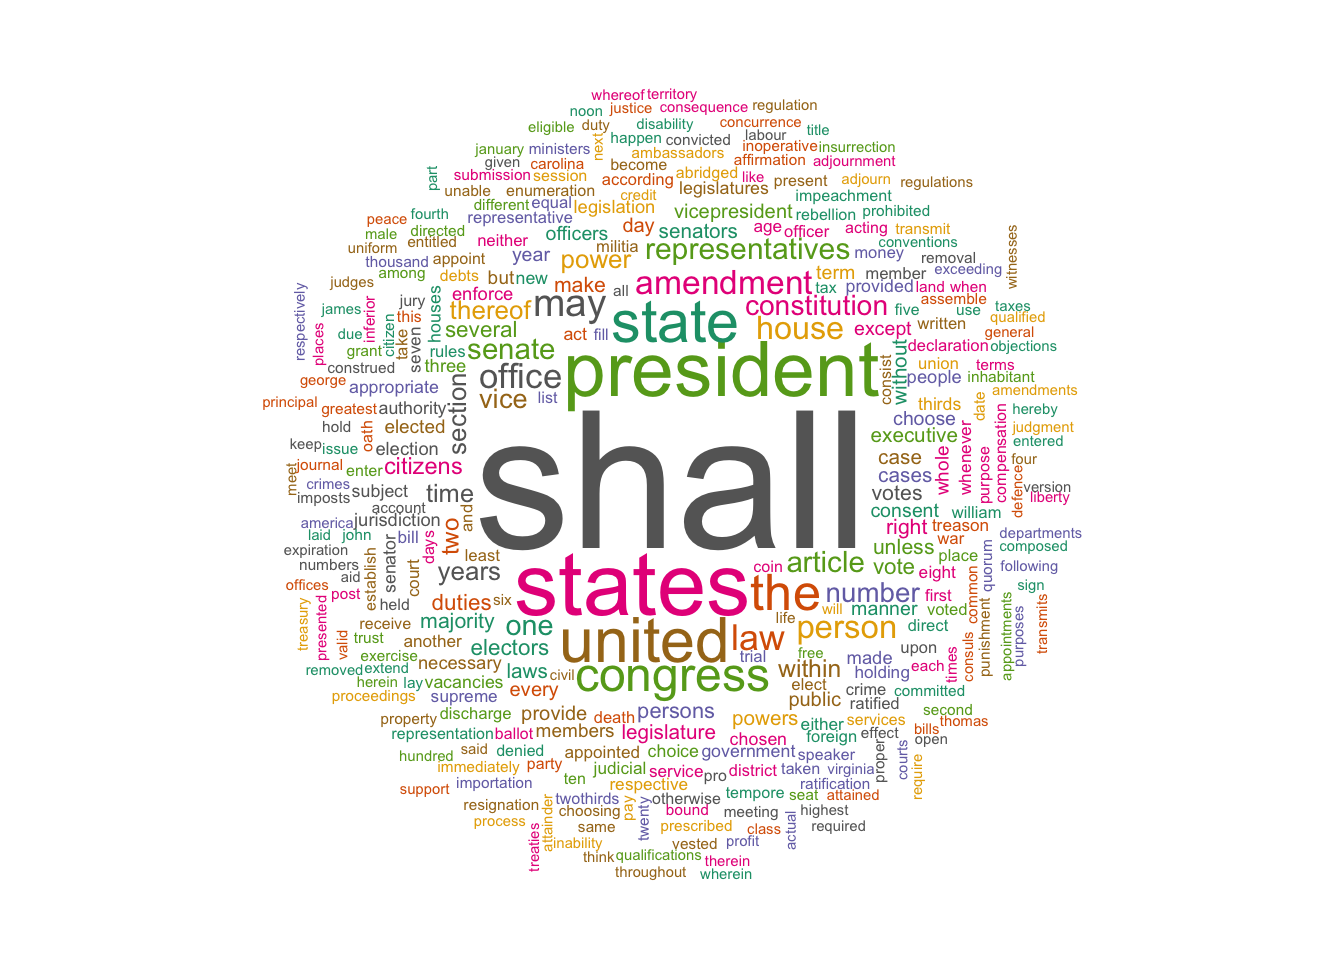 whereof territory
noon justice consequence regulation
eligible duty disability concurrence title
january ministers next happen convicted labour inoperative insurrection
given carolina become ambassadors affirmation adjournment
part submission session according abridged like present adjourn regulations
unable enumeration credit legislatures impeachment
different equal legislation vicepresident rebellion prohibited
peace fourth representative day senators age officer acting transmit
male directed officers
uniform entitled neither year militia representatives money conventions witnesses
thousand appoint power removal
judges among debts but new all amendment term member exceeding
respectively james jury houses enforce make tax provided land when
places inferior this thereof may constitution five assemble use taxes
due citizen take seven several act fill state house except written qualified
grant rules senate general
construed three president without declaration objections
george appropriate office consist people union terms inhabitant
principal greatest authority section vice list thirds date amendments
hold oath elected choose hereby
keep issue election executive judgment
meet journal enter citizens shall case whole whenever purpose compensation entered
crimes subject time cases four
imposts account votes defence version liberty
america jurisdiction and consent william
laid john bill days two right treason departments
expiration least unless war composed
numbers senator years states coin article vote place quorum following
offices aid establish court the eight common
treasury post held duties six number first sign
presented valid receive majority one will manner voted transmits
trust another united life law person direct consuls punishment appointments purposes
exercise electors trial free upon
removed extend necessary laws civil congress within made each times
herein lay vacancies holding
proceedings supreme every elect crime committed
property discharge provide death persons public ratified second
representation ballot members legislature powers either services bills thomas
hundred said denied appointed choice chosen foreign effect open
immediately party government speaker proper courts
support importation ten judicial service pro district taken virginia require
respective ratification
resignation twothirds pay otherwise tempore seat attained
process attainder choosing twenty bound meeting highest
treaties same prescribed class actual required
inability vested profit
think qualifications therein
throughout wherein